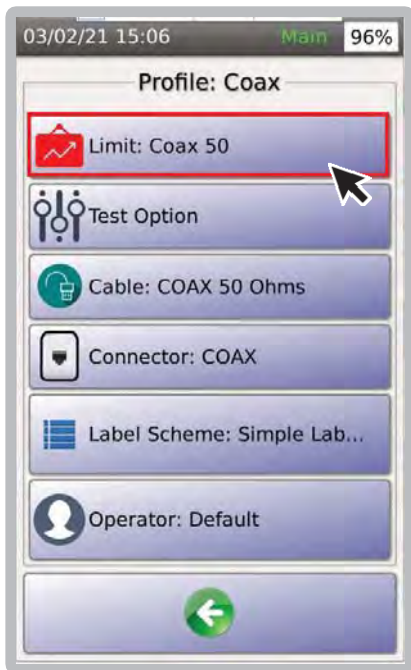 03/02/21 15:06 Main 96%
Profile: Coax
Limit: Coax 50
Test Option
Cable: COAX 50 Ohms
Connector: COAX
Label Scheme: Simple Lab...
Operator: Default